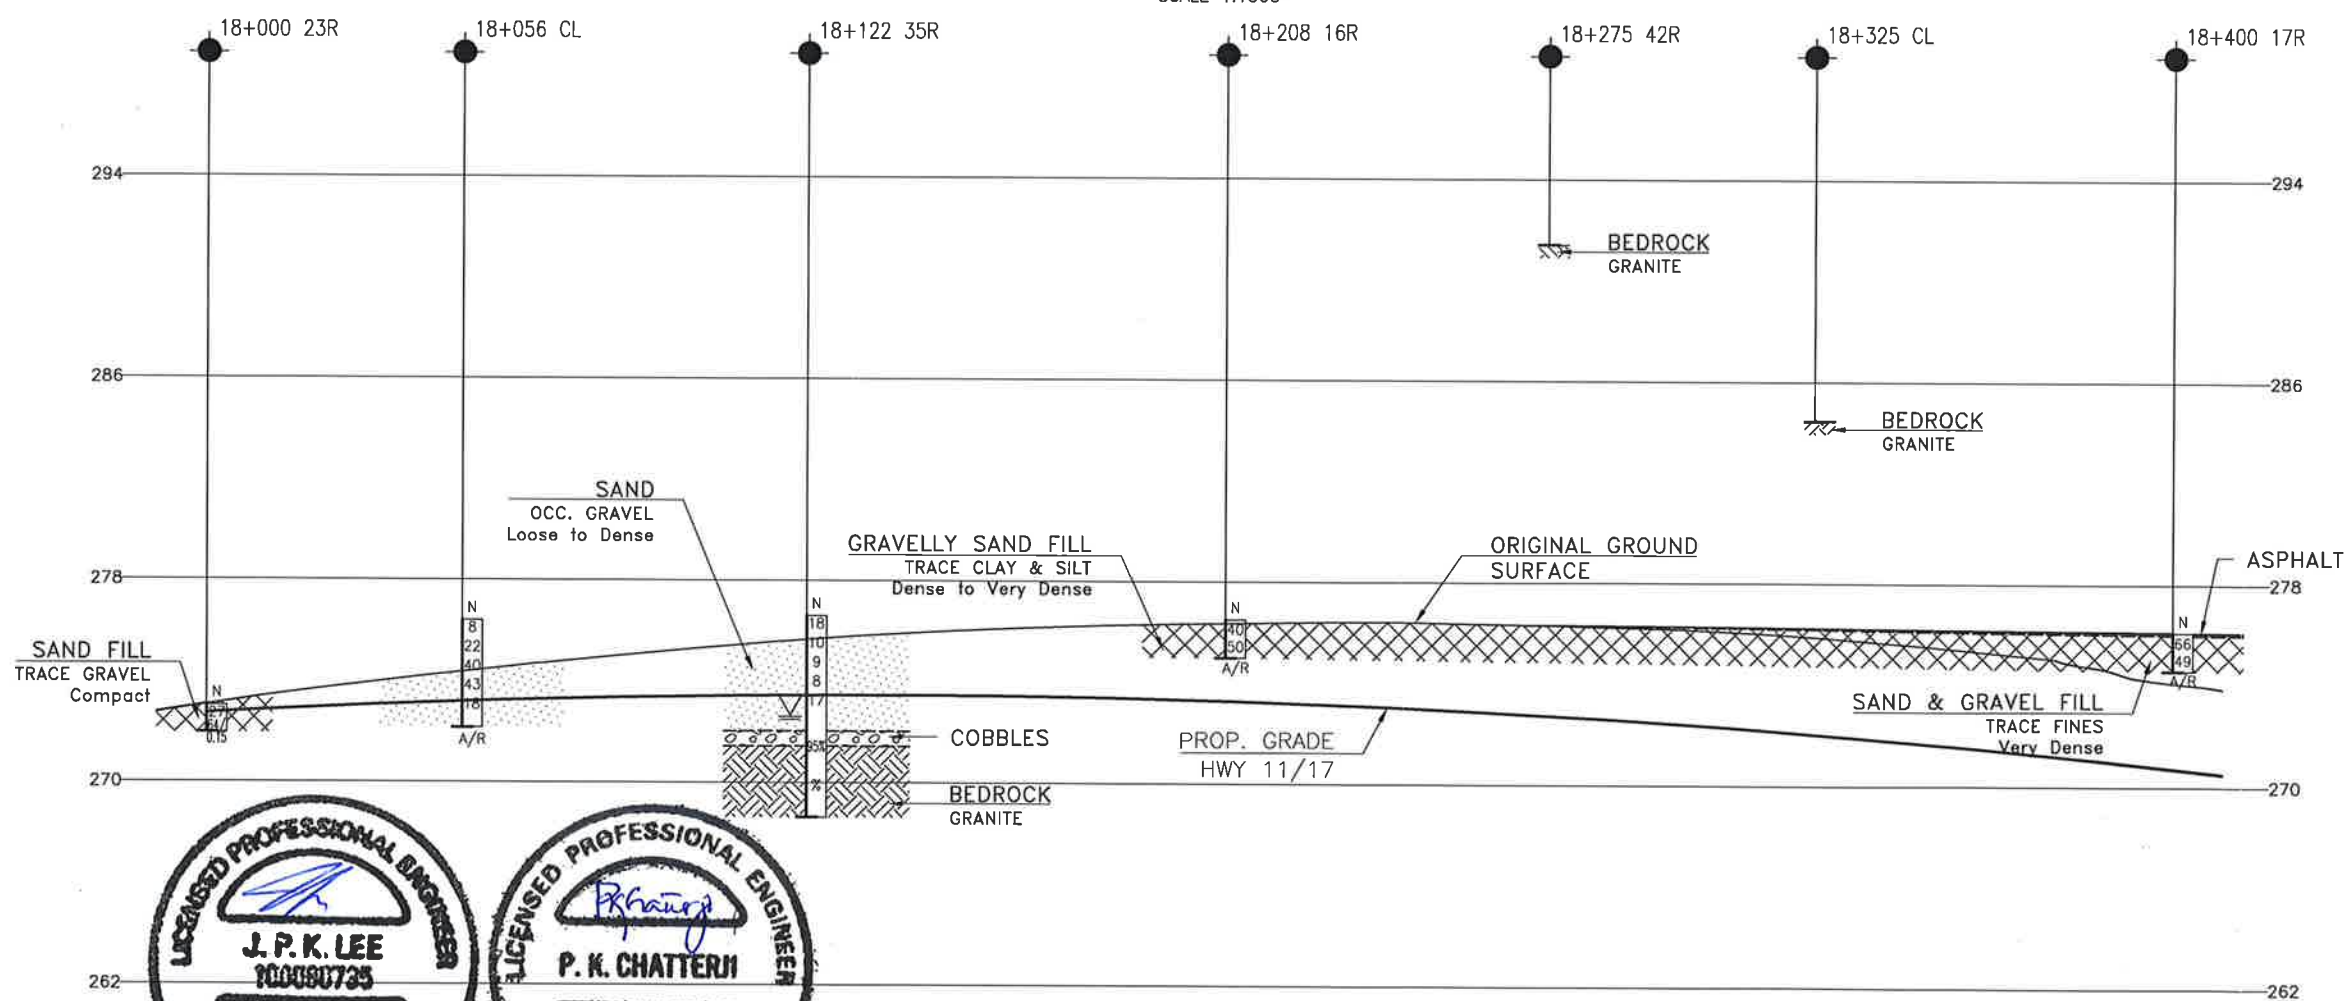 18+000 23R
18+056 CL
18+122 35R
18+208 16R
18+275 42R
18+325 CL
18+400 17R
294
294
BEDROCK
GRANITE
286
286
BEDROCK
GRANITE
SAND
OCC. GRAVEL
Loose to Dense
GRAVELLY SAND FILL
TRACE CLAY & SILT
Dense to Very Dense
ORIGINAL GROUND
SURFACE
ASPHALT
278
278
SAND FILL
TRACE GRAVEL
Compact
N
0.15
N
8
22
40
43
18
A/R
N
18
10
9
8
17
95%
%
N
40
50
A/R
N
66
49
A/R
SAND & GRAVEL FILL
TRACE FINES
Very Dense
COBBLES
PROP. GRADE
HWY 11/17
270
270
BEDROCK
GRANITE
LICENSED PROFESSIONAL ENGINEER
J. P. K. LEE
100080735
LICENSED PROFESSIONAL ENGINEER
P. K. CHATTERJI
262
262